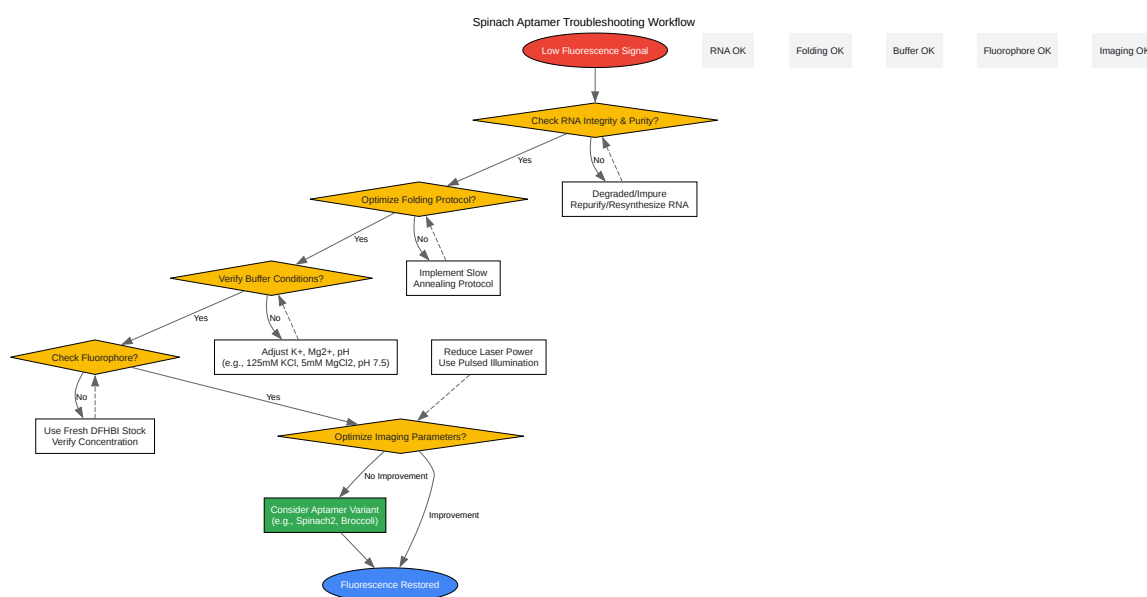 Spinach Aptamer Troubleshooting Workflow
Low Fluorescence Signal
RNA OK
Folding OK
Buffer OK
Fluorophore OK
Imaging OK
Check RNA Integrity & Purity?
Yes
No
Degraded/Impure
Repurify/Resynthesize RNA
Optimize Folding Protocol?
Yes
No
Implement Slow
Annealing Protocol
Verify Buffer Conditions?
Yes
No
Adjust K+, Mg2+, pH
(e.g., 125mM KCl, 5mM MgCl2, pH 7.5)
Reduce Laser Power
Use Pulsed Illumination
Check Fluorophore?
No
Yes
Use Fresh DFHBI Stock
Verify Concentration
Optimize Imaging Parameters?
No Improvement
Improvement
Consider Aptamer Variant
(e.g., Spinach2, Broccoli)
Fluorescence Restored